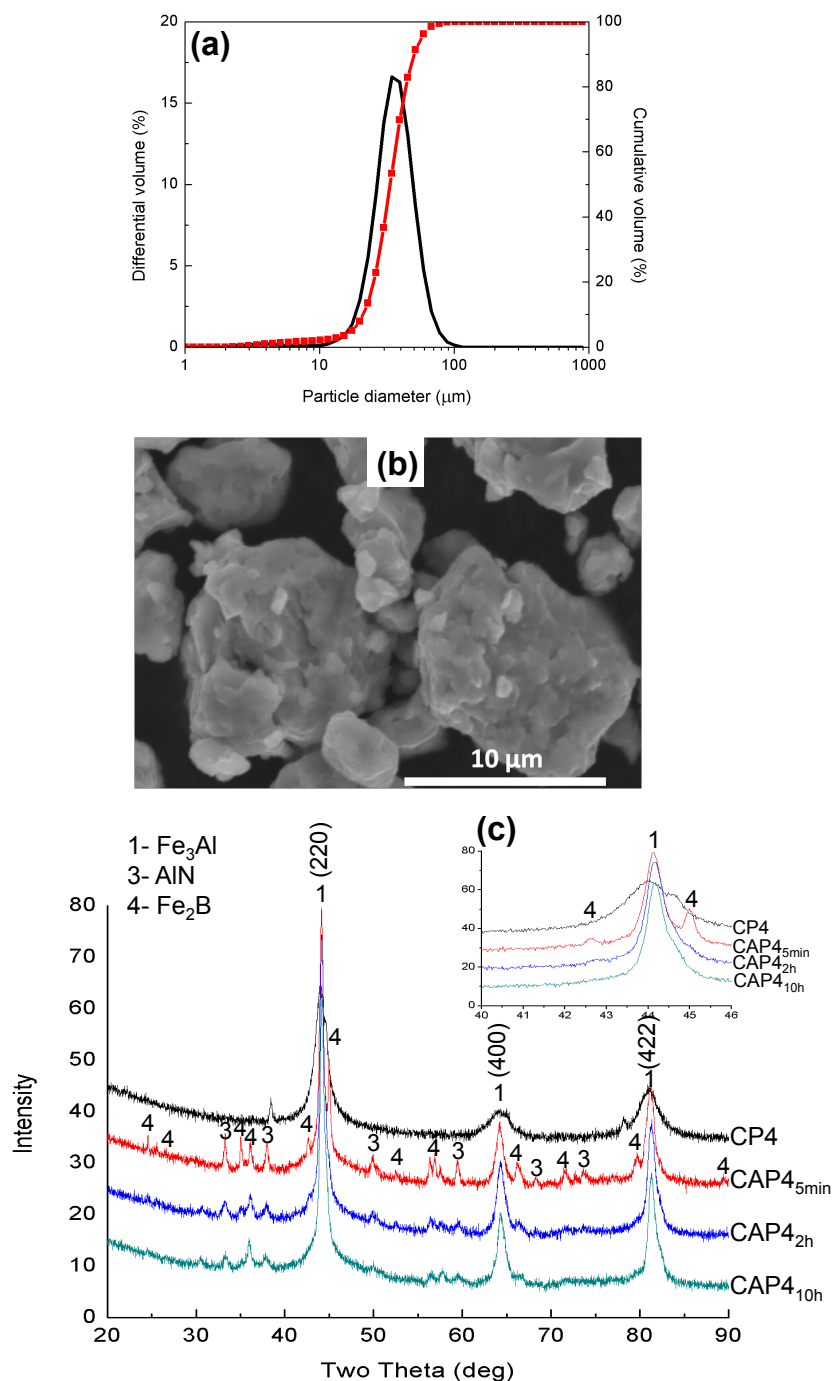 (a)
20
15
10
5
0
100
80
60
40
20
0
Differential volume (%)
Cumulative volume (%)
1
10
100
1000
Particle diameter (μm)
(b)
10 μm
(c)
1- Fe₃Al
3- AlN
4- Fe₂B
80
60
40
20
0
40 41 42 43 44 45 46
4 1 4
CP4
CAP4₅ₘᵢₙ
CAP4₂ₕ
CAP4₁₀ₕ
80
70
60
50
40
30
20
10
0
Intensity
1 (220)
4
1 (400)
1 (422)
4 4 3 4 4 3 4 3 4 4 3 4 3 4 3 4 4
CP4
CAP4₅ₘᵢₙ
CAP4₂ₕ
CAP4₁₀ₕ
20 30 40 50 60 70 80 90
Two Theta (deg)